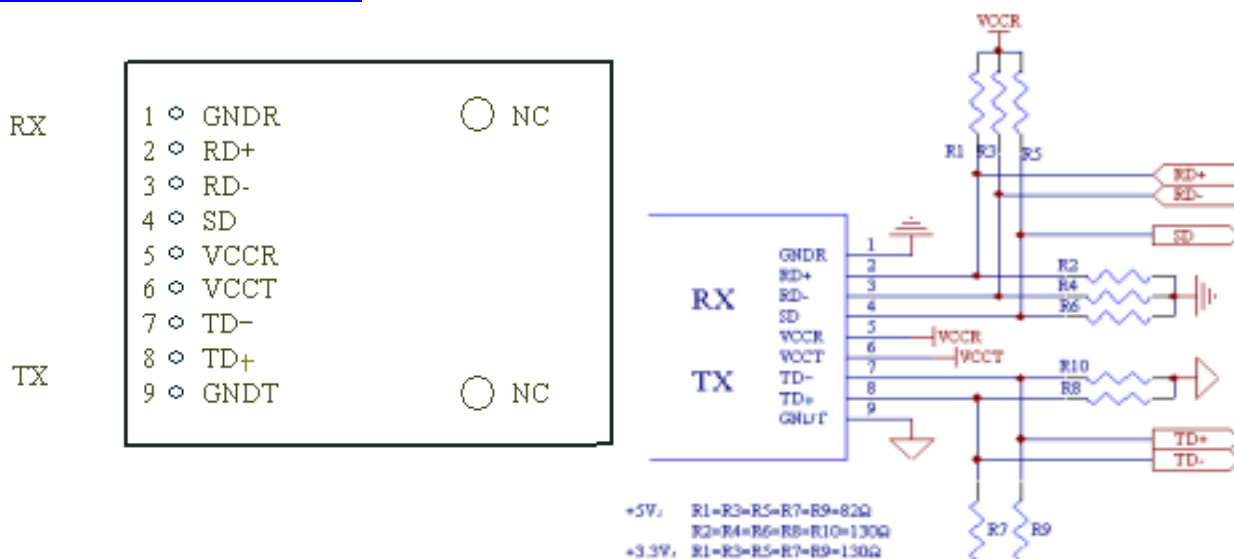 RX
TX
1 GNDR
2 RD+
3 RD-
4 SD
5 VCCR
6 VCCT
7 TD-
8 TD+
9 GNDT
NC
NC
VCCR
R1 R3 R5
RD+
RD-
SD
RX
TX
GNDR 1
RD+ 2
RD- 3
SD 4
VCCR 5
VCCT 6
TD- 7
TD+ 8
GNDT 9
VCCR
VCCT
R2
R4
R6
R10
R8
TD+
TD-
R7 R9
+5V, R1=R3=R5=R7=R9=82Ω
R2=R4=R6=R8=R10=130Ω
+3.3V, R1=R3=R5=R7=R9=130Ω